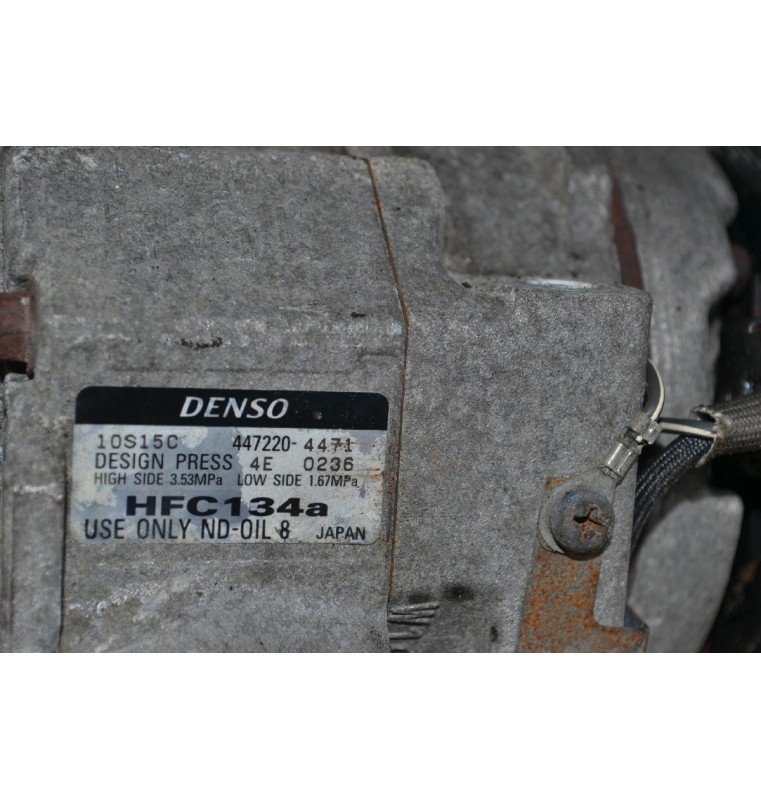 DENSO
10S15C 447220-4471
DESIGN PRESS 4E 0236
HIGH SIDE 3.53MPa LOW SIDE 1.67MPa
HFC134a
USE ONLY ND-OIL 8 JAPAN